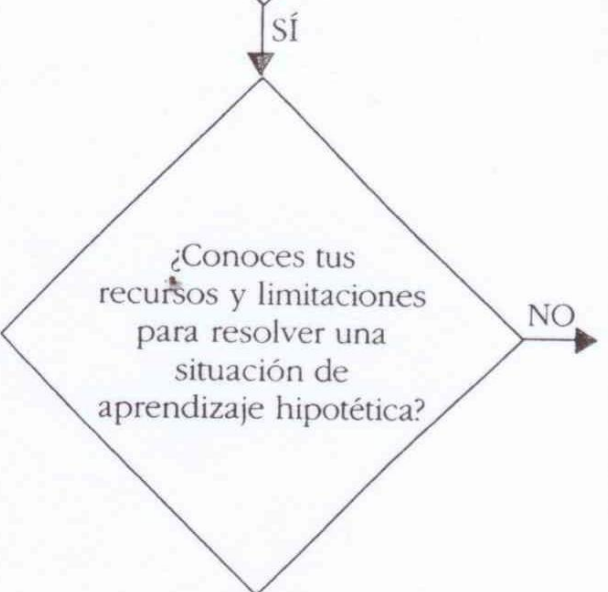 SÍ
¿Conoces tus
recursos y limitaciones
para resolver una
situación de
aprendizaje hipotética?
NO